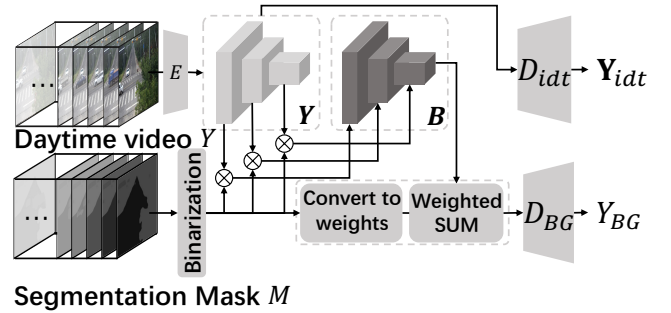 ...
E
Y
B
D_idt
Y_idt
Daytime video Y
...
Binarization
Convert to
weights
Weighted
SUM
D_BG
Y_BG
Segmentation Mask M